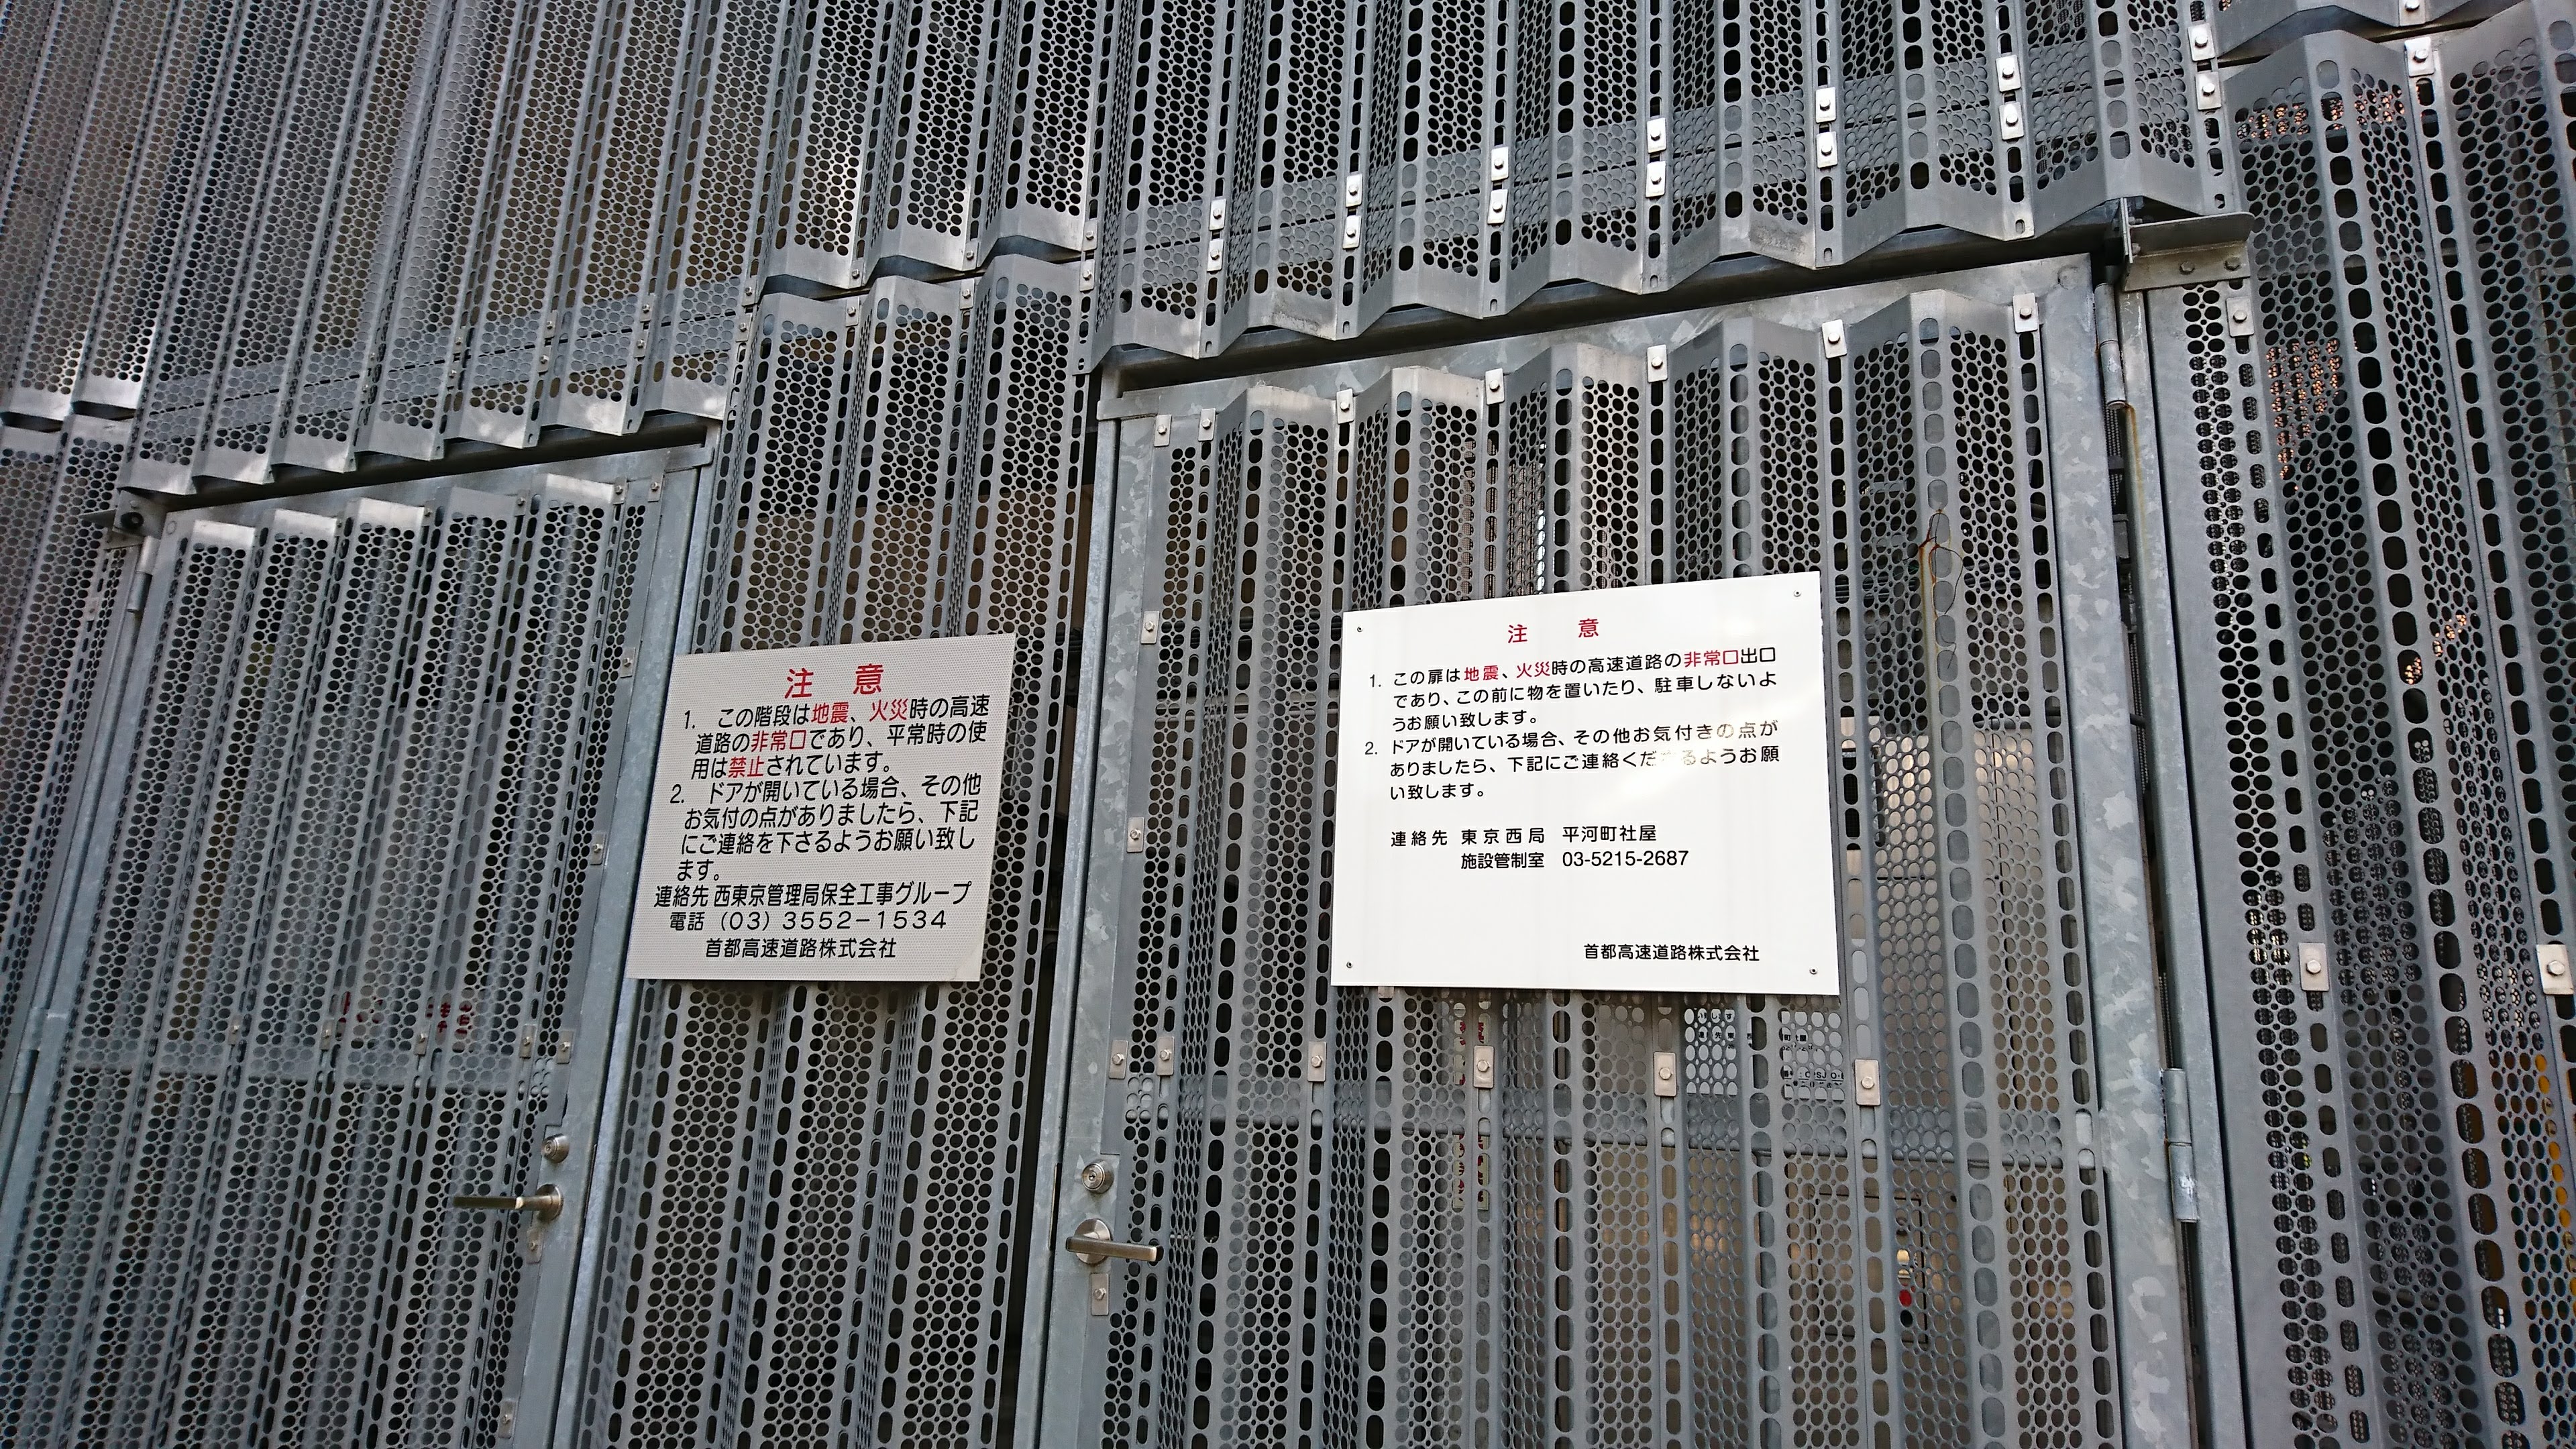 注 意
1. この階段は地震、火災時の高速
道路の非常口であり、平常時の使
用は禁止されています。
2. ドアが開いている場合、その他
お気付の点がありましたら、下記
にご連絡を下さるようお願い致し
ます。
連絡先 西東京管理局保全工事グループ
電話 (03) 3552-1534
首都高速道路株式会社
注 意
1. この扉は地震、火災時の高速道路の非常口出口
であり、この前に物を置いたり、駐車しないよ
うお願い致します。
2. ドアが開いている場合、その他お気付きの点が
ありましたら、下記にご連絡くださるようお願
い致します。
連絡先 東京西局 平河町社屋
施設管制室 03-5215-2687
首都高速道路株式会社